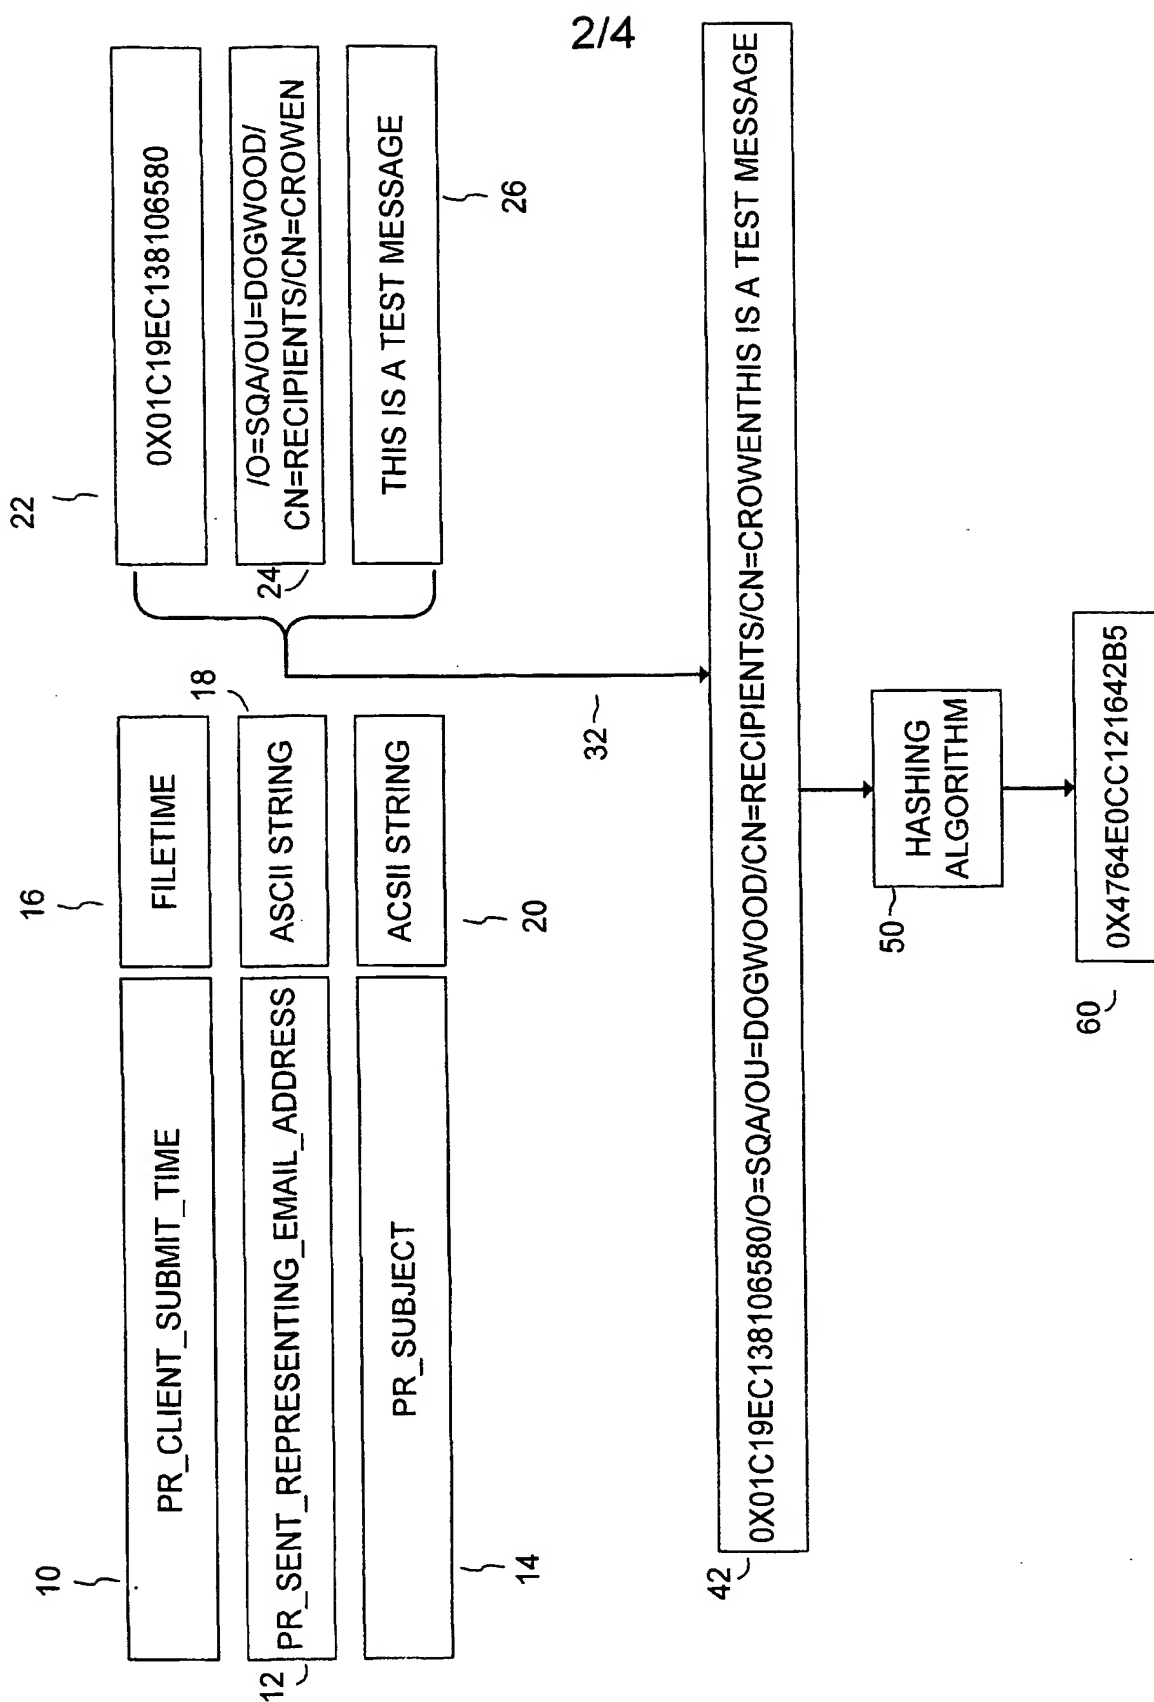 2/4
10
PR_CLIENT_SUBMIT_TIME
16
FILETIME
22
0X01C19EC138106580
12
PR_SENT_REPRESENTING_EMAIL_ADDRESS
ASCII STRING
18
24
/O=SQA/OU=DOGWOOD/
CN=RECIPIENTS/CN=CROWEN
14
PR_SUBJECT
ACSII STRING
20
THIS IS A TEST MESSAGE
26
32
42
0X01C19EC138106580/O=SQA/OU=DOGWOOD/CN=RECIPIENTS/CN=CROWENTHIS IS A TEST MESSAGE
50
HASHING
ALGORITHM
60
0X4764E0CC121642B5